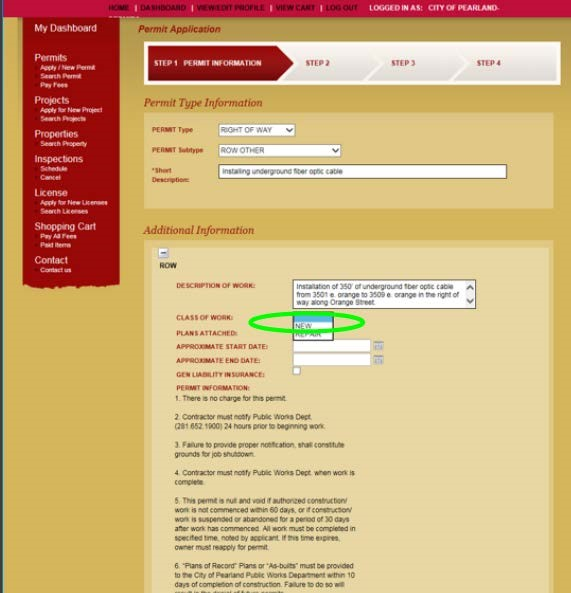 HOME | DASHBOARD | VIEW/EDIT PROFILE | VIEW CART | LOG OUT LOGGED IN AS: CITY OF PEARLAND-
My Dashboard
Permits
Apply / New Permit
Search Permit
Pay Fees
Projects
Apply for New Project
Search Projects
Properties
Search Property
Inspections
Schedule
Cancel
License
Apply for New Licenses
Search Licenses
Shopping Cart
Pay All Fees
Paid Items
Contact
Contact us
Permit Application
STEP 1 PERMIT INFORMATION STEP 2 STEP 3 STEP 4
Permit Type Information
PERMIT Type RIGHT OF WAY
PERMIT Subtype ROW OTHER
*Short Description: Installing underground fiber optic cable
Additional Information
ROW
DESCRIPTION OF WORK: Installation of 350' of underground fiber optic cable
from 3501 e. orange to 3509 e. orange in the right of
way along Orange Street.
CLASS OF WORK:
NEW
PLANS ATTACHED: REPAIR
APPROXIMATE START DATE:
APPROXIMATE END DATE:
GEN LIABILITY INSURANCE:
PERMIT INFORMATION:
1. There is no charge for this permit.
2. Contractor must notify Public Works Dept.
(281.652.1900) 24 hours prior to
beginning work.
3. Failure to provide proper notification, shall constitute
grounds for job shutdown.
4. Contractor must notify Public Works Dept. when work is
complete.
5. This permit is null and void if authorized construction/
work is not commenced within 60 days, or if construction/
work is suspended or abandoned for a period of 30 days
after work has commenced. All work must be completed in
specified time, noted by applicant. If this time expires,
owner must reapply for permit.
6. "Plans of Record" Plans or "As-builts" must be provided
to the City of Pearland Public Works Department within 10
days of completion of construction. Failure to do so will
result in the denial of future permits.